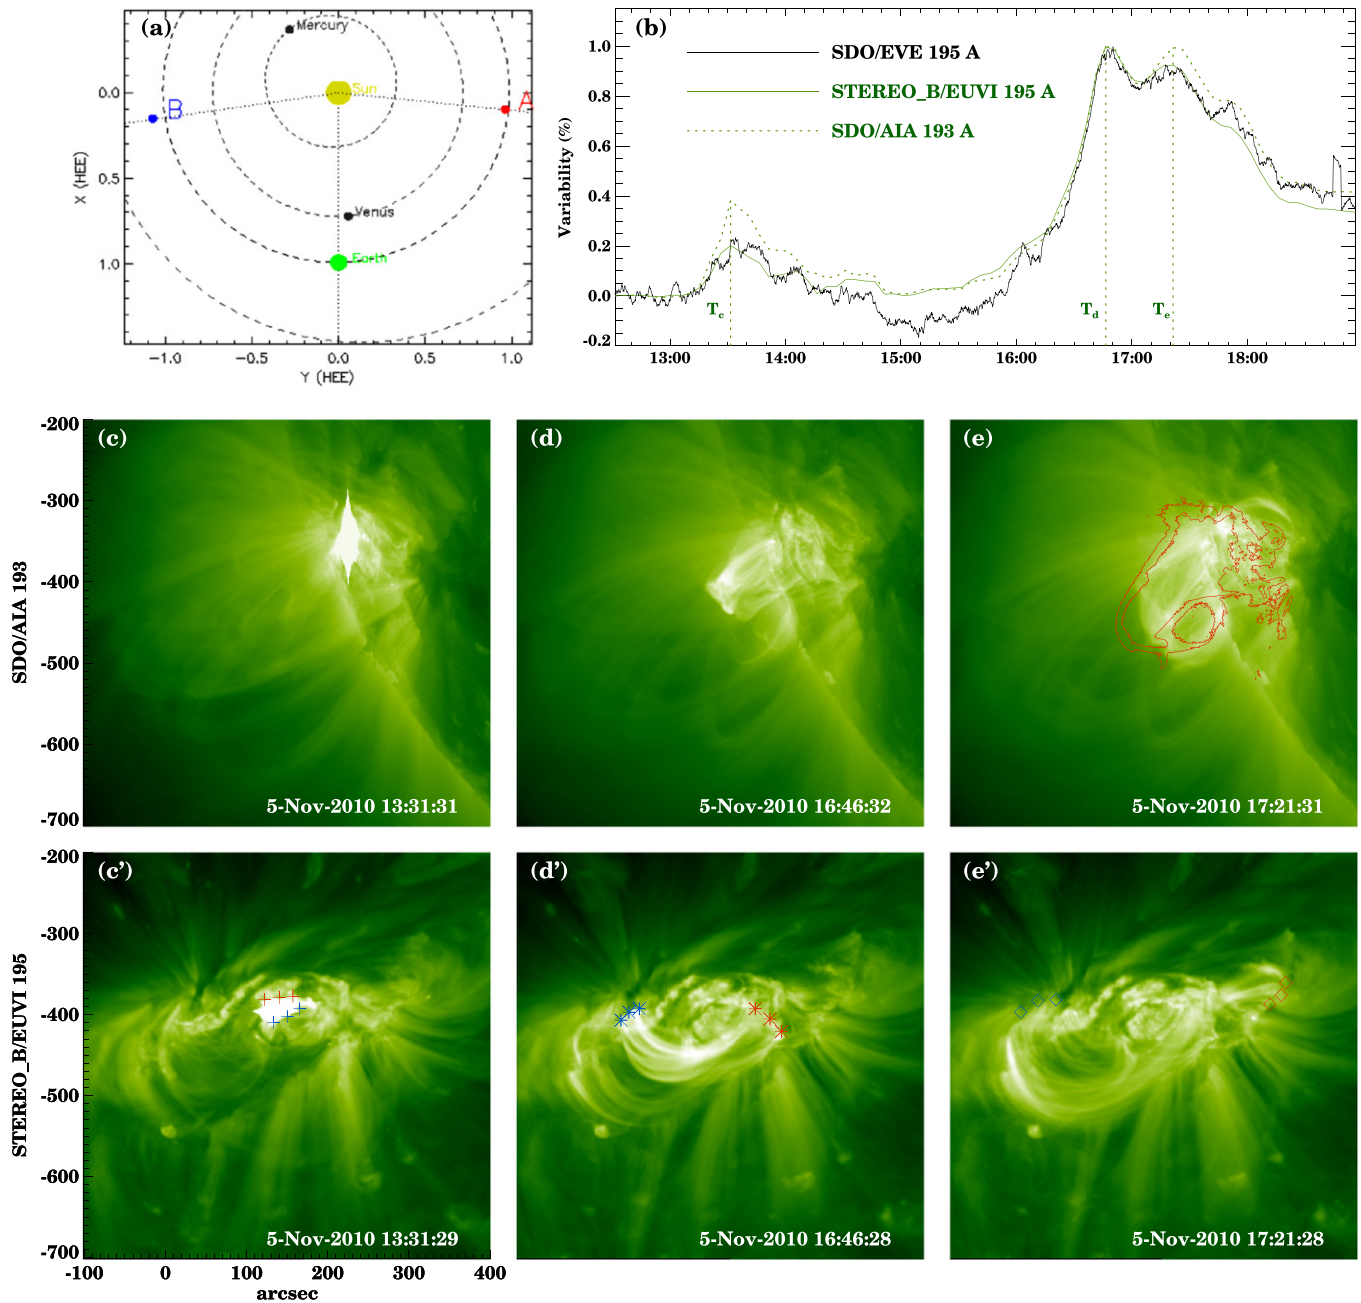 (a)
Mercury
Sun
B
A
Venus
Earth
0.0
0.5
1.0
X (HEE)
−1.0
−0.5
0.0
0.5
1.0
Y (HEE)
(b)
SDO/EVE 195 A
STEREO_B/EUVI 195 A
SDO/AIA 193 A
1.0
0.8
0.6
0.4
0.2
0.0
-0.2
Variability (%)
Tc
Td
Te
13:00
14:00
15:00
16:00
17:00
18:00
(c)
(d)
(e)
-200
-300
-400
-500
-600
-700
SDO/AIA 193
5-Nov-2010 13:31:31
5-Nov-2010 16:46:32
5-Nov-2010 17:21:31
(c’)
(d’)
(e’)
-200
-300
-400
-500
-600
-700
STEREO_B/EUVI 195
5-Nov-2010 13:31:29
5-Nov-2010 16:46:28
5-Nov-2010 17:21:28
-100
0
100
200
300
400
arcsec